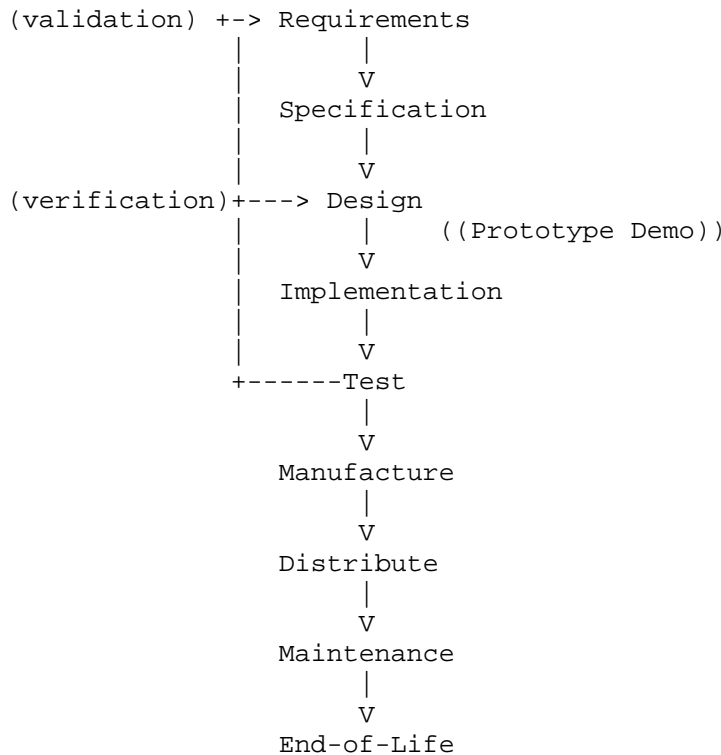 (validation) +-> Requirements
| |
| V
| Specification
| |
| V
(verification)+---> Design
| | ((Prototype Demo))
| V
| Implementation
| |
| V
+------Test
|
V
Manufacture
|
V
Distribute
|
V
Maintenance
|
V
End-of-Life